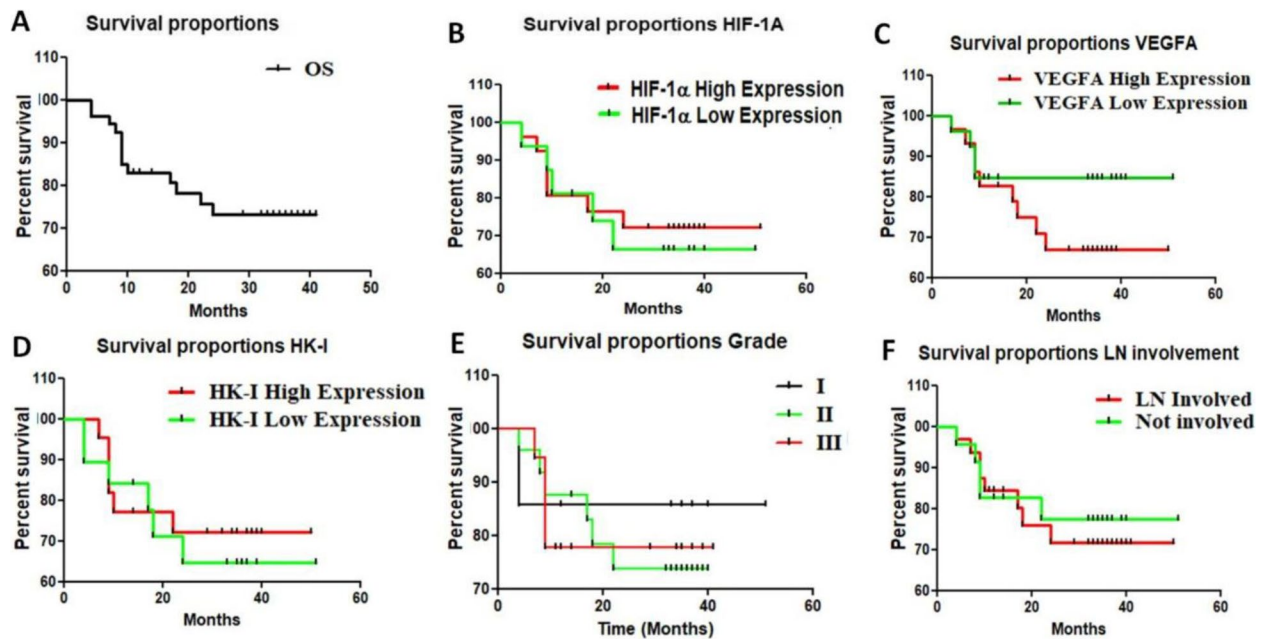 A
Survival proportions
OS
Percent survival
110
00
90
80
70
60
0
10
20
30
40
50
Months
B
Survival proportions HIF-1A
HIF-1α High Expression
HIF-1α Low Expression
Percent survival
110
100
90
80
70
60
0
20
40
60
Months
C
Survival proportions VEGFA
VEGFA High Expression
VEGFA Low Expression
Percent survival
110
100
90
80
70
60
0
20
40
60
Months
D
Survival proportions HK-I
HK-I High Expression
HK-I Low Expression
Percent survival
110
100
90
80
70
60
0
20
40
60
Months
E
Survival proportions Grade
I
II
III
Percent survival
110
00
90
80
70
0
20
40
60
Time (Months)
F
Survival proportions LN involvement
LN Involved
Not involved
Percent survival
110
00
90
80
70
60
0
20
40
60
Months